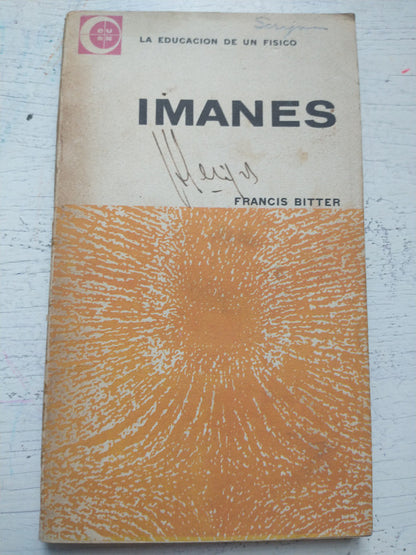 LA EDUCACION DE UN FISICO
IMANES
FRANCIS BITTER